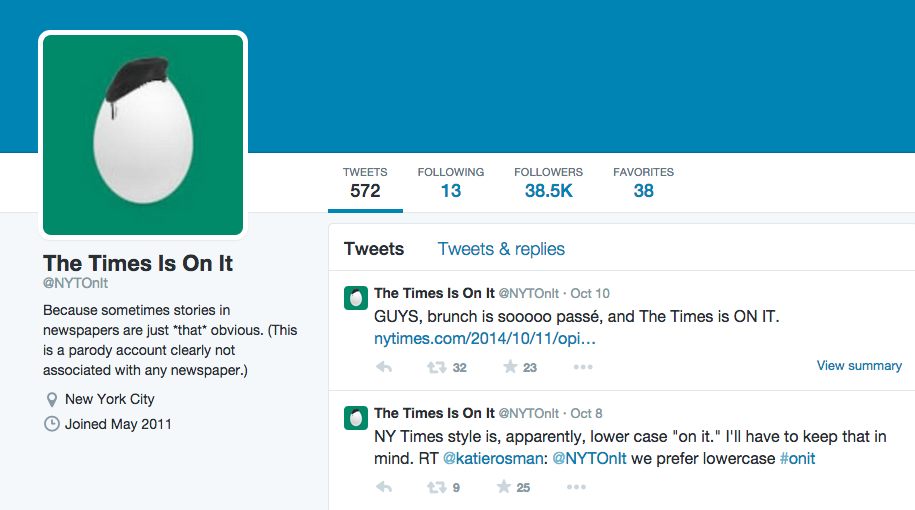 TWEETS FOLLOWING FOLLOWERS FAVORITES
572 13 38.5K 38
The Times Is On It
@NYTOnIt
Because sometimes stories in
newspapers are just *that* obvious. (This
is a parody account clearly not
associated with any newspaper.)
New York City
Joined May 2011
Tweets Tweets & replies
The Times Is On It @NYTOnIt · Oct 10
GUYS, brunch is sooooo passé, and The Times is ON IT.
nytimes.com/2014/10/11/opi…
32 23
View summary
The Times Is On It @NYTOnIt · Oct 8
NY Times style is, apparently, lower case "on it." I'll have to keep that in
mind. RT @katierosman: @NYTOnIt we prefer lowercase #onit
9 25